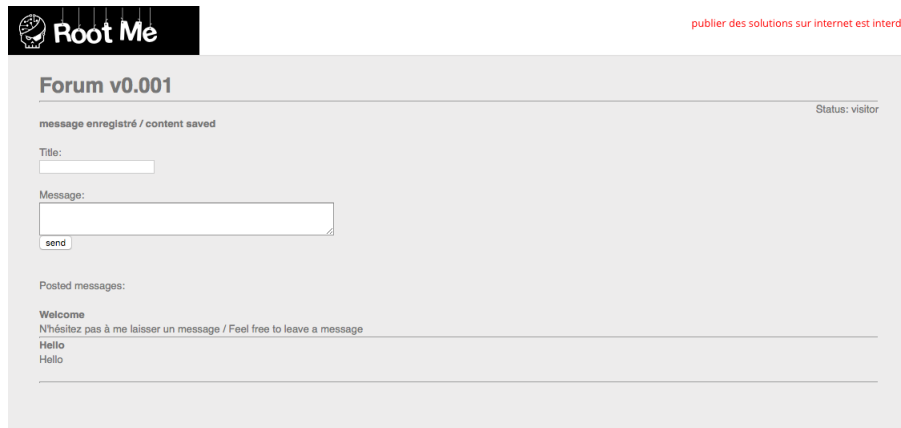 Root Me
publier des solutions sur internet est interd
Forum v0.001
Status: visitor
message enregistré / content saved
Title:
Message:
send
Posted messages:
Welcome
N'hésitez pas à me laisser un message / Feel free to leave a message
Hello
Hello